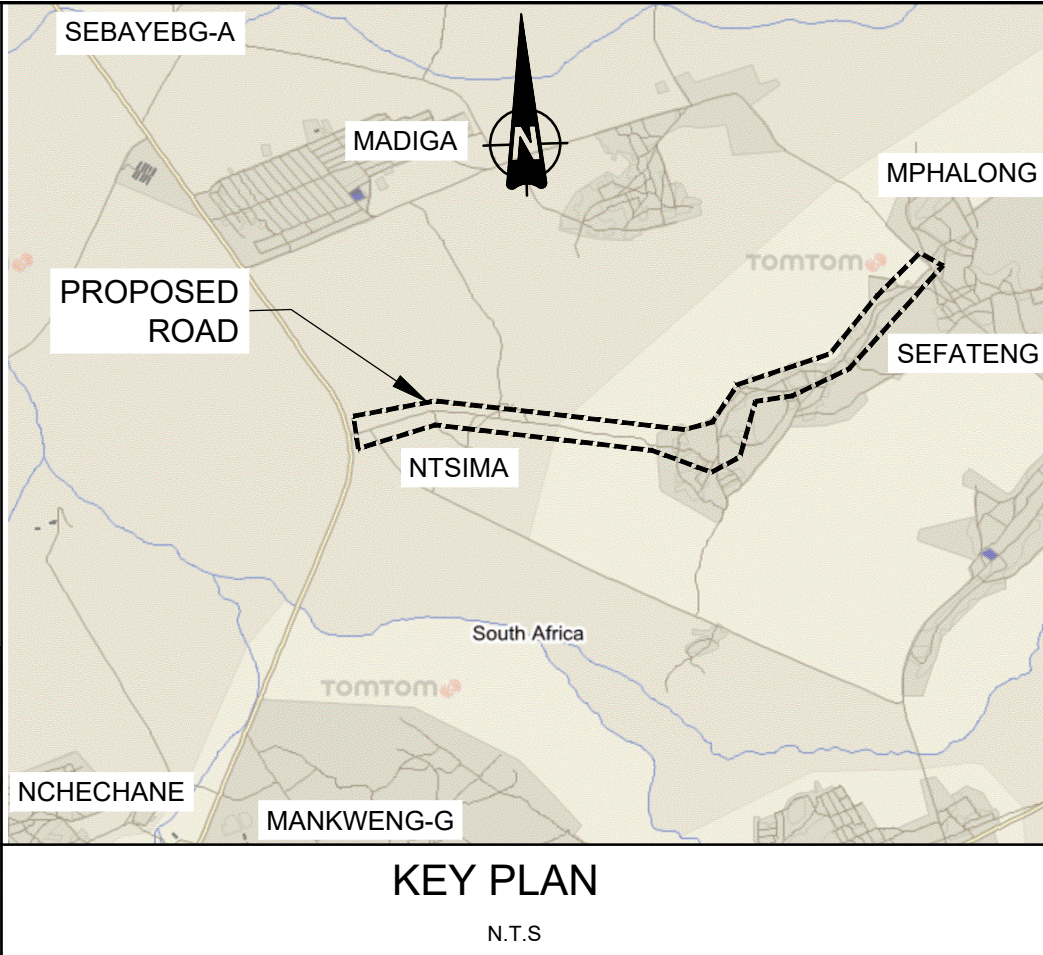 SEBAYEBG-A
MADIGA
N
MPHALONG
PROPOSED
ROAD
TOMTOM
SEFATENG
NTSIMA
South Africa
TOMTOM
NCHECHANE
MANKWENG-G
KEY PLAN
N.T.S